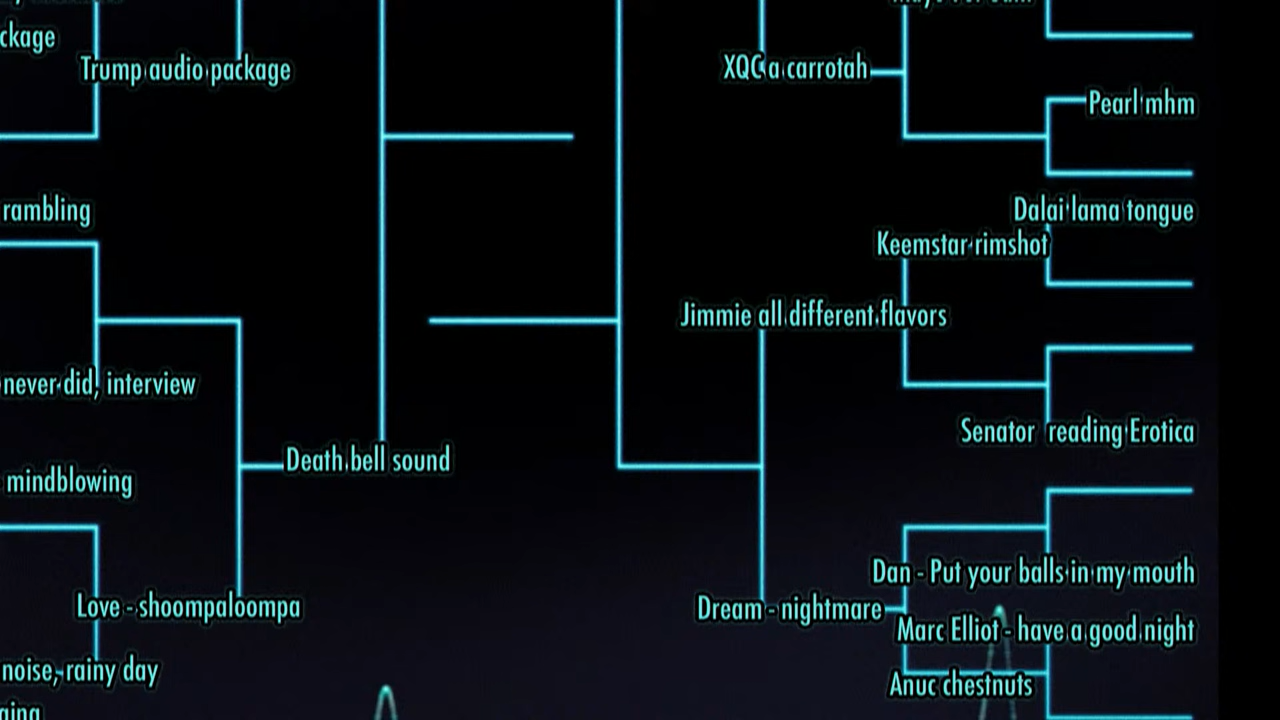 ckage
Trump audio package
XQC a carrotah
Pearl mhm
rambling
Dalai lama tongue
Keemstar rimshot
Jimmie all different flavors
never did, interview
Senator reading Erotica
Death bell sound
mindblowing
Dan - Put your balls in my mouth
Love - shoompaloompa
Dream - nightmare
Marc Elliot - have a good night
noise, rainy day
Anuc chestnuts